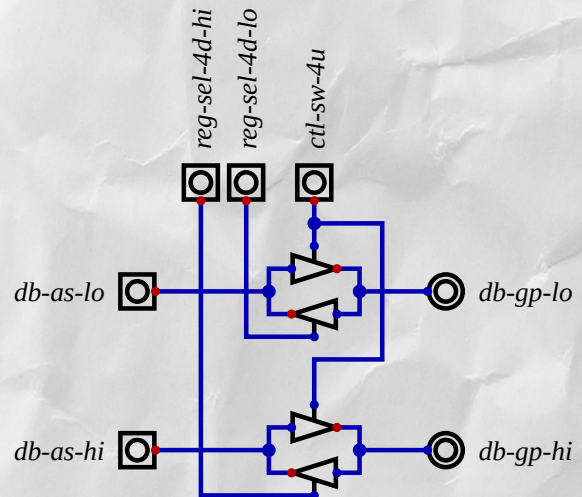 reg-sel-4d-hi
reg-sel-4d-lo
ctl-sw-4u
db-as-lo
db-gp-lo
db-as-hi
db-gp-hi